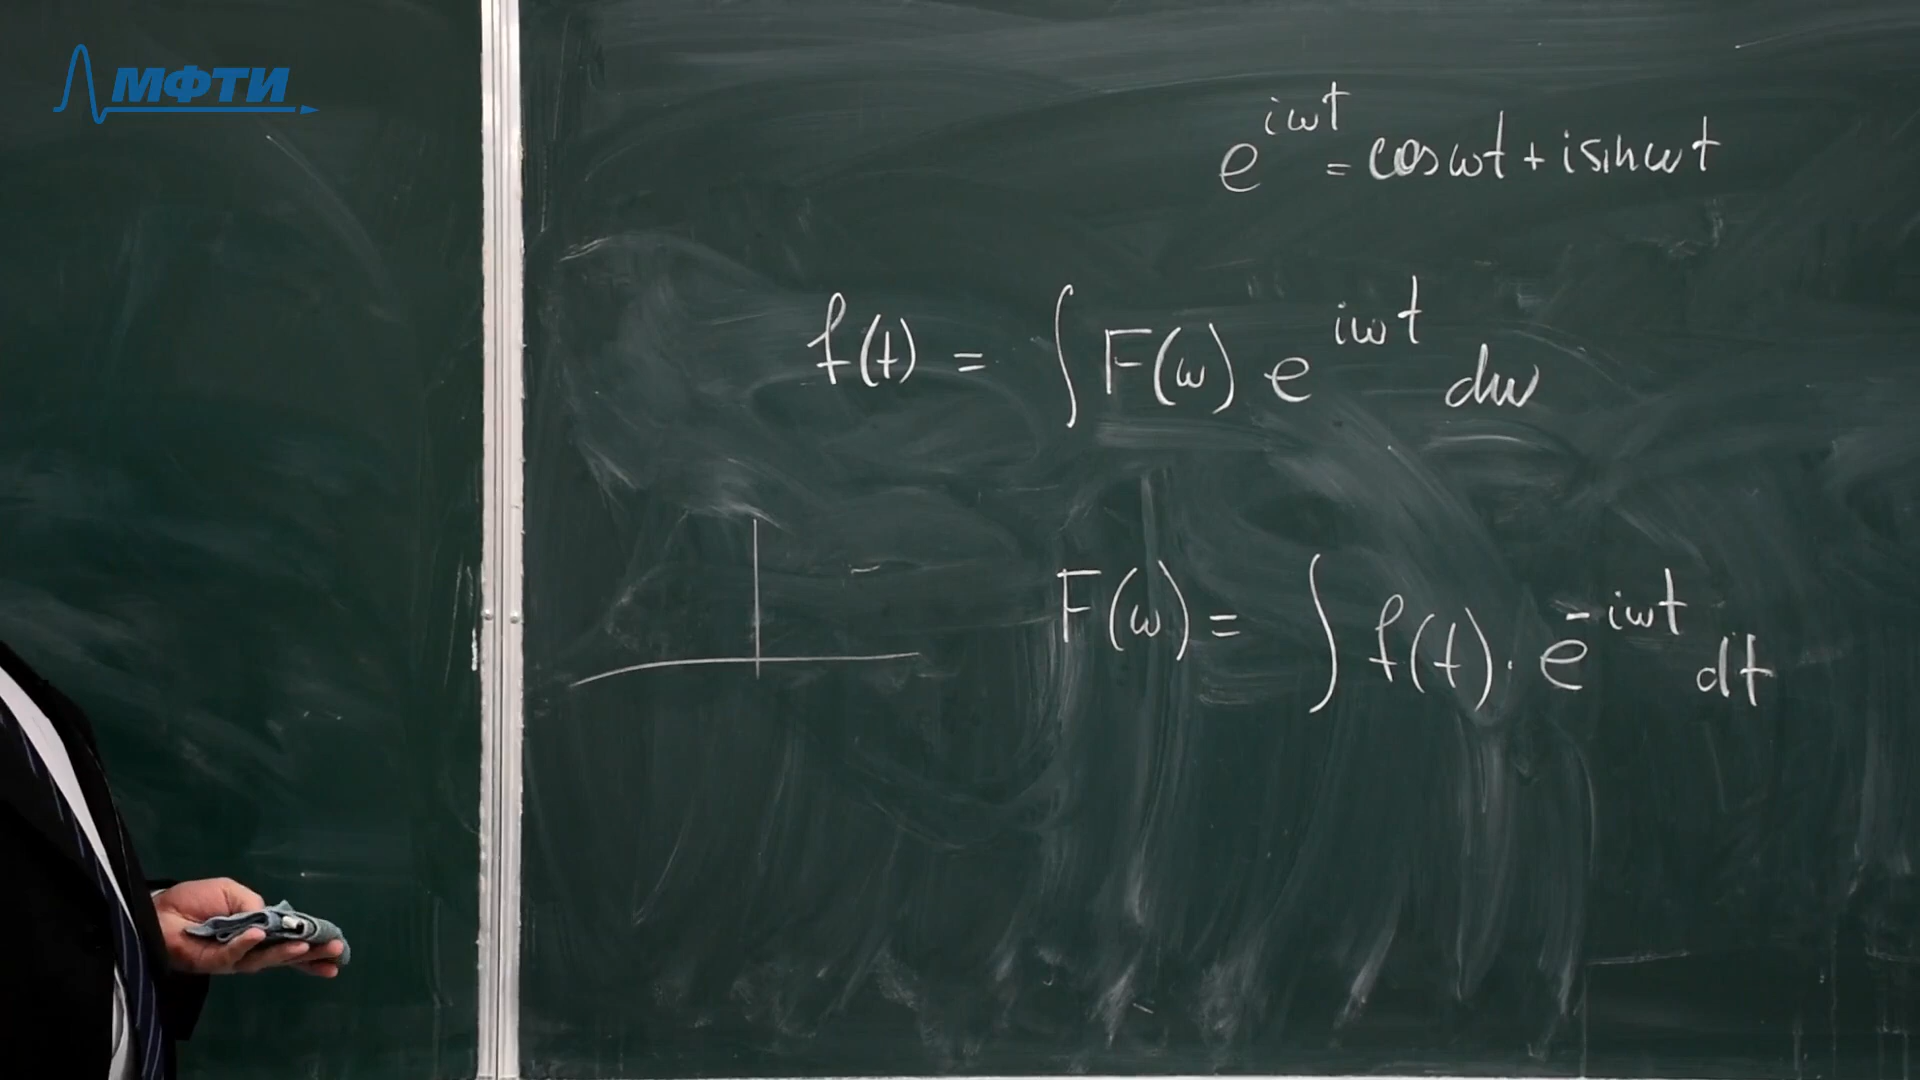 МФТИ
e^{iωt} = cos ωt + i sin ωt
f(t) = ∫ F(ω) e^{iωt} dω
F(ω) = ∫ f(t) · e^{-iωt} dt